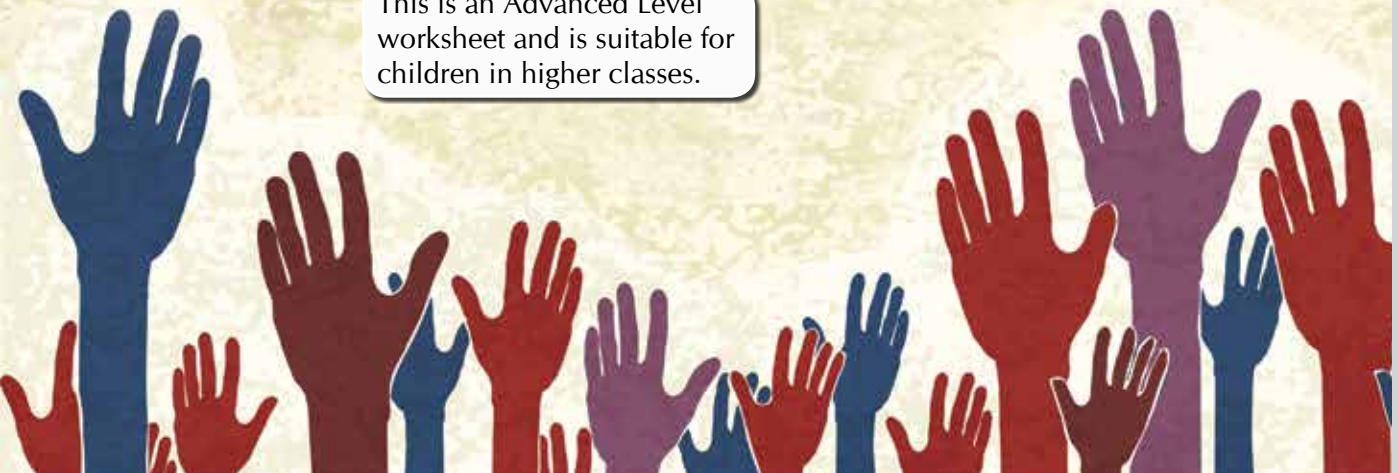 This is an Advanced Level
worksheet and is suitable for
children in higher classes.